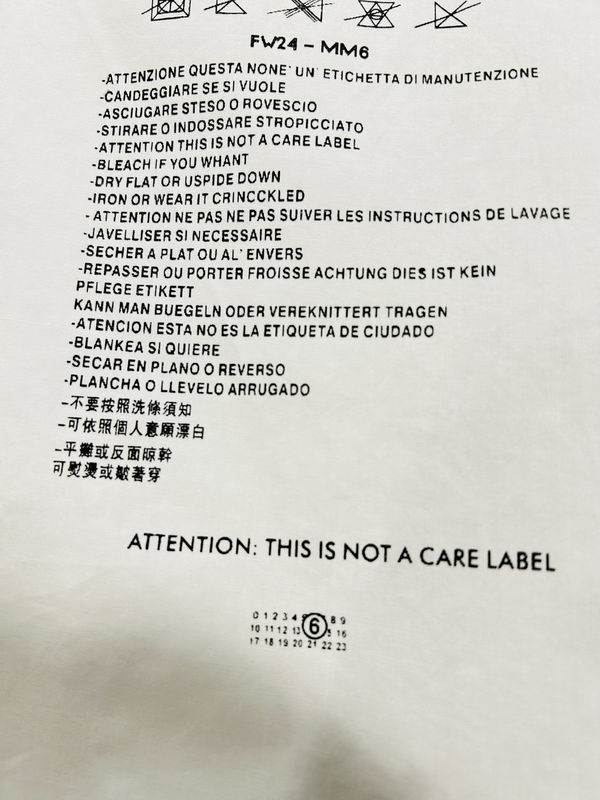 FW24 - MM6
-ATTENZIONE QUESTA NONE' UN' ETICHETTA DI MANUTENZIONE
-CANDEGGIARE SE SI VUOLE
-ASCIUGARE STESO O ROVESCIO
-STIRARE O INDOSSARE STROPICCIATO
-ATTENTION THIS IS NOT A CARE LABEL
-BLEACH IF YOU WHANT
-DRY FLAT OR USPIDE DOWN
-IRON OR WEAR IT CRINCCKLED
- ATTENTION NE PAS NE PAS SUIVER LES INSTRUCTIONS DE LAVAGE
-JAVELLISER SI NECESSAIRE
-SECHER A PLAT OU AL' ENVERS
-REPASSER OU PORTER FROISSE ACHTUNG DIES IST KEIN
PFLEGE ETIKETT
KANN MAN BUEGELN ODER VEREKNITTERT TRAGEN
-ATENCION ESTA NO ES LA ETIQUETA DE CIUDADO
-BLANKEA SI QUIERE
-SECAR EN PLANO O REVERSO
-PLANCHA O LLEVELO ARRUGADO
-不要按照洗條須知
-可依照個人意願漂白
-平攤或反面晾幹
可熨燙或皺著穿
ATTENTION: THIS IS NOT A CARE LABEL
0 1 2 3 4 6 8 9
10 11 12 13 16
17 18 19 20 21 22 23